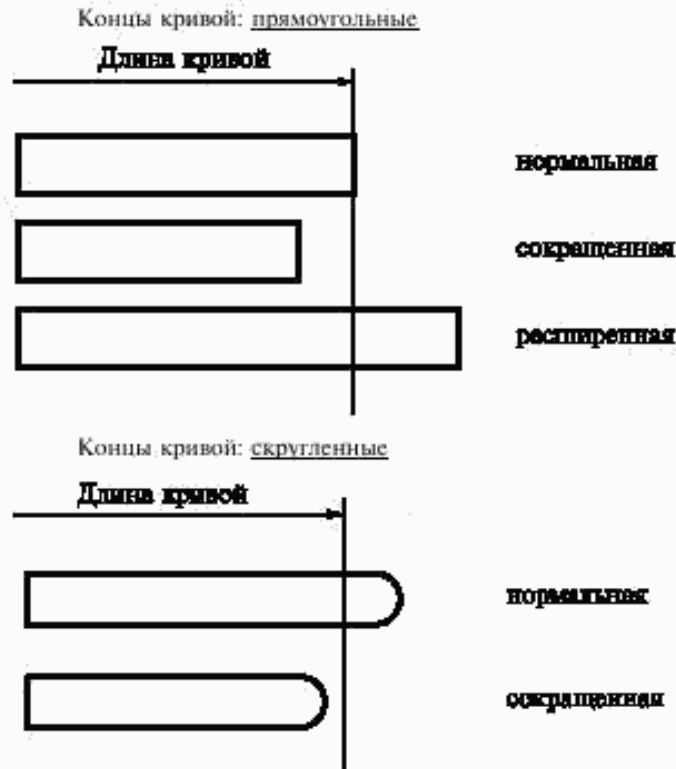 Концы кривой: прямоугольные
Длина кривой
нормальная
сокращенная
расширенная
Концы кривой: скругленные
Длина кривой
нормальная
сокращенная